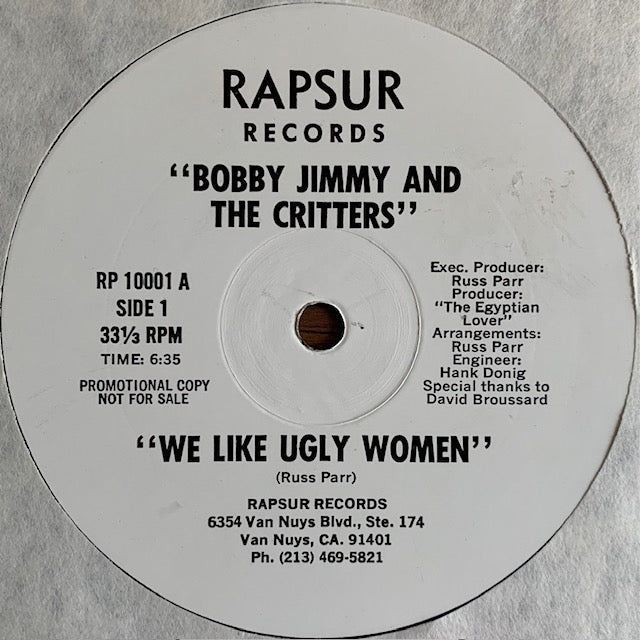 RAPSUR
RECORDS
"BOBBY JIMMY AND
THE CRITTERS"
RP 10001 A
SIDE 1
33⅓ RPM
TIME: 6:35
PROMOTIONAL COPY
NOT FOR SALE
Exec. Producer:
Russ Parr
Producer:
"The Egyptian
Lover"
Arrangements:
Russ Parr
Engineer:
Hank Donig
Special thanks to
David Broussard
"WE LIKE UGLY WOMEN"
(Russ Parr)
RAPSUR RECORDS
6354 Van Nuys Blvd., Ste. 174
Van Nuys, CA. 91401
Ph. (213) 469-5821